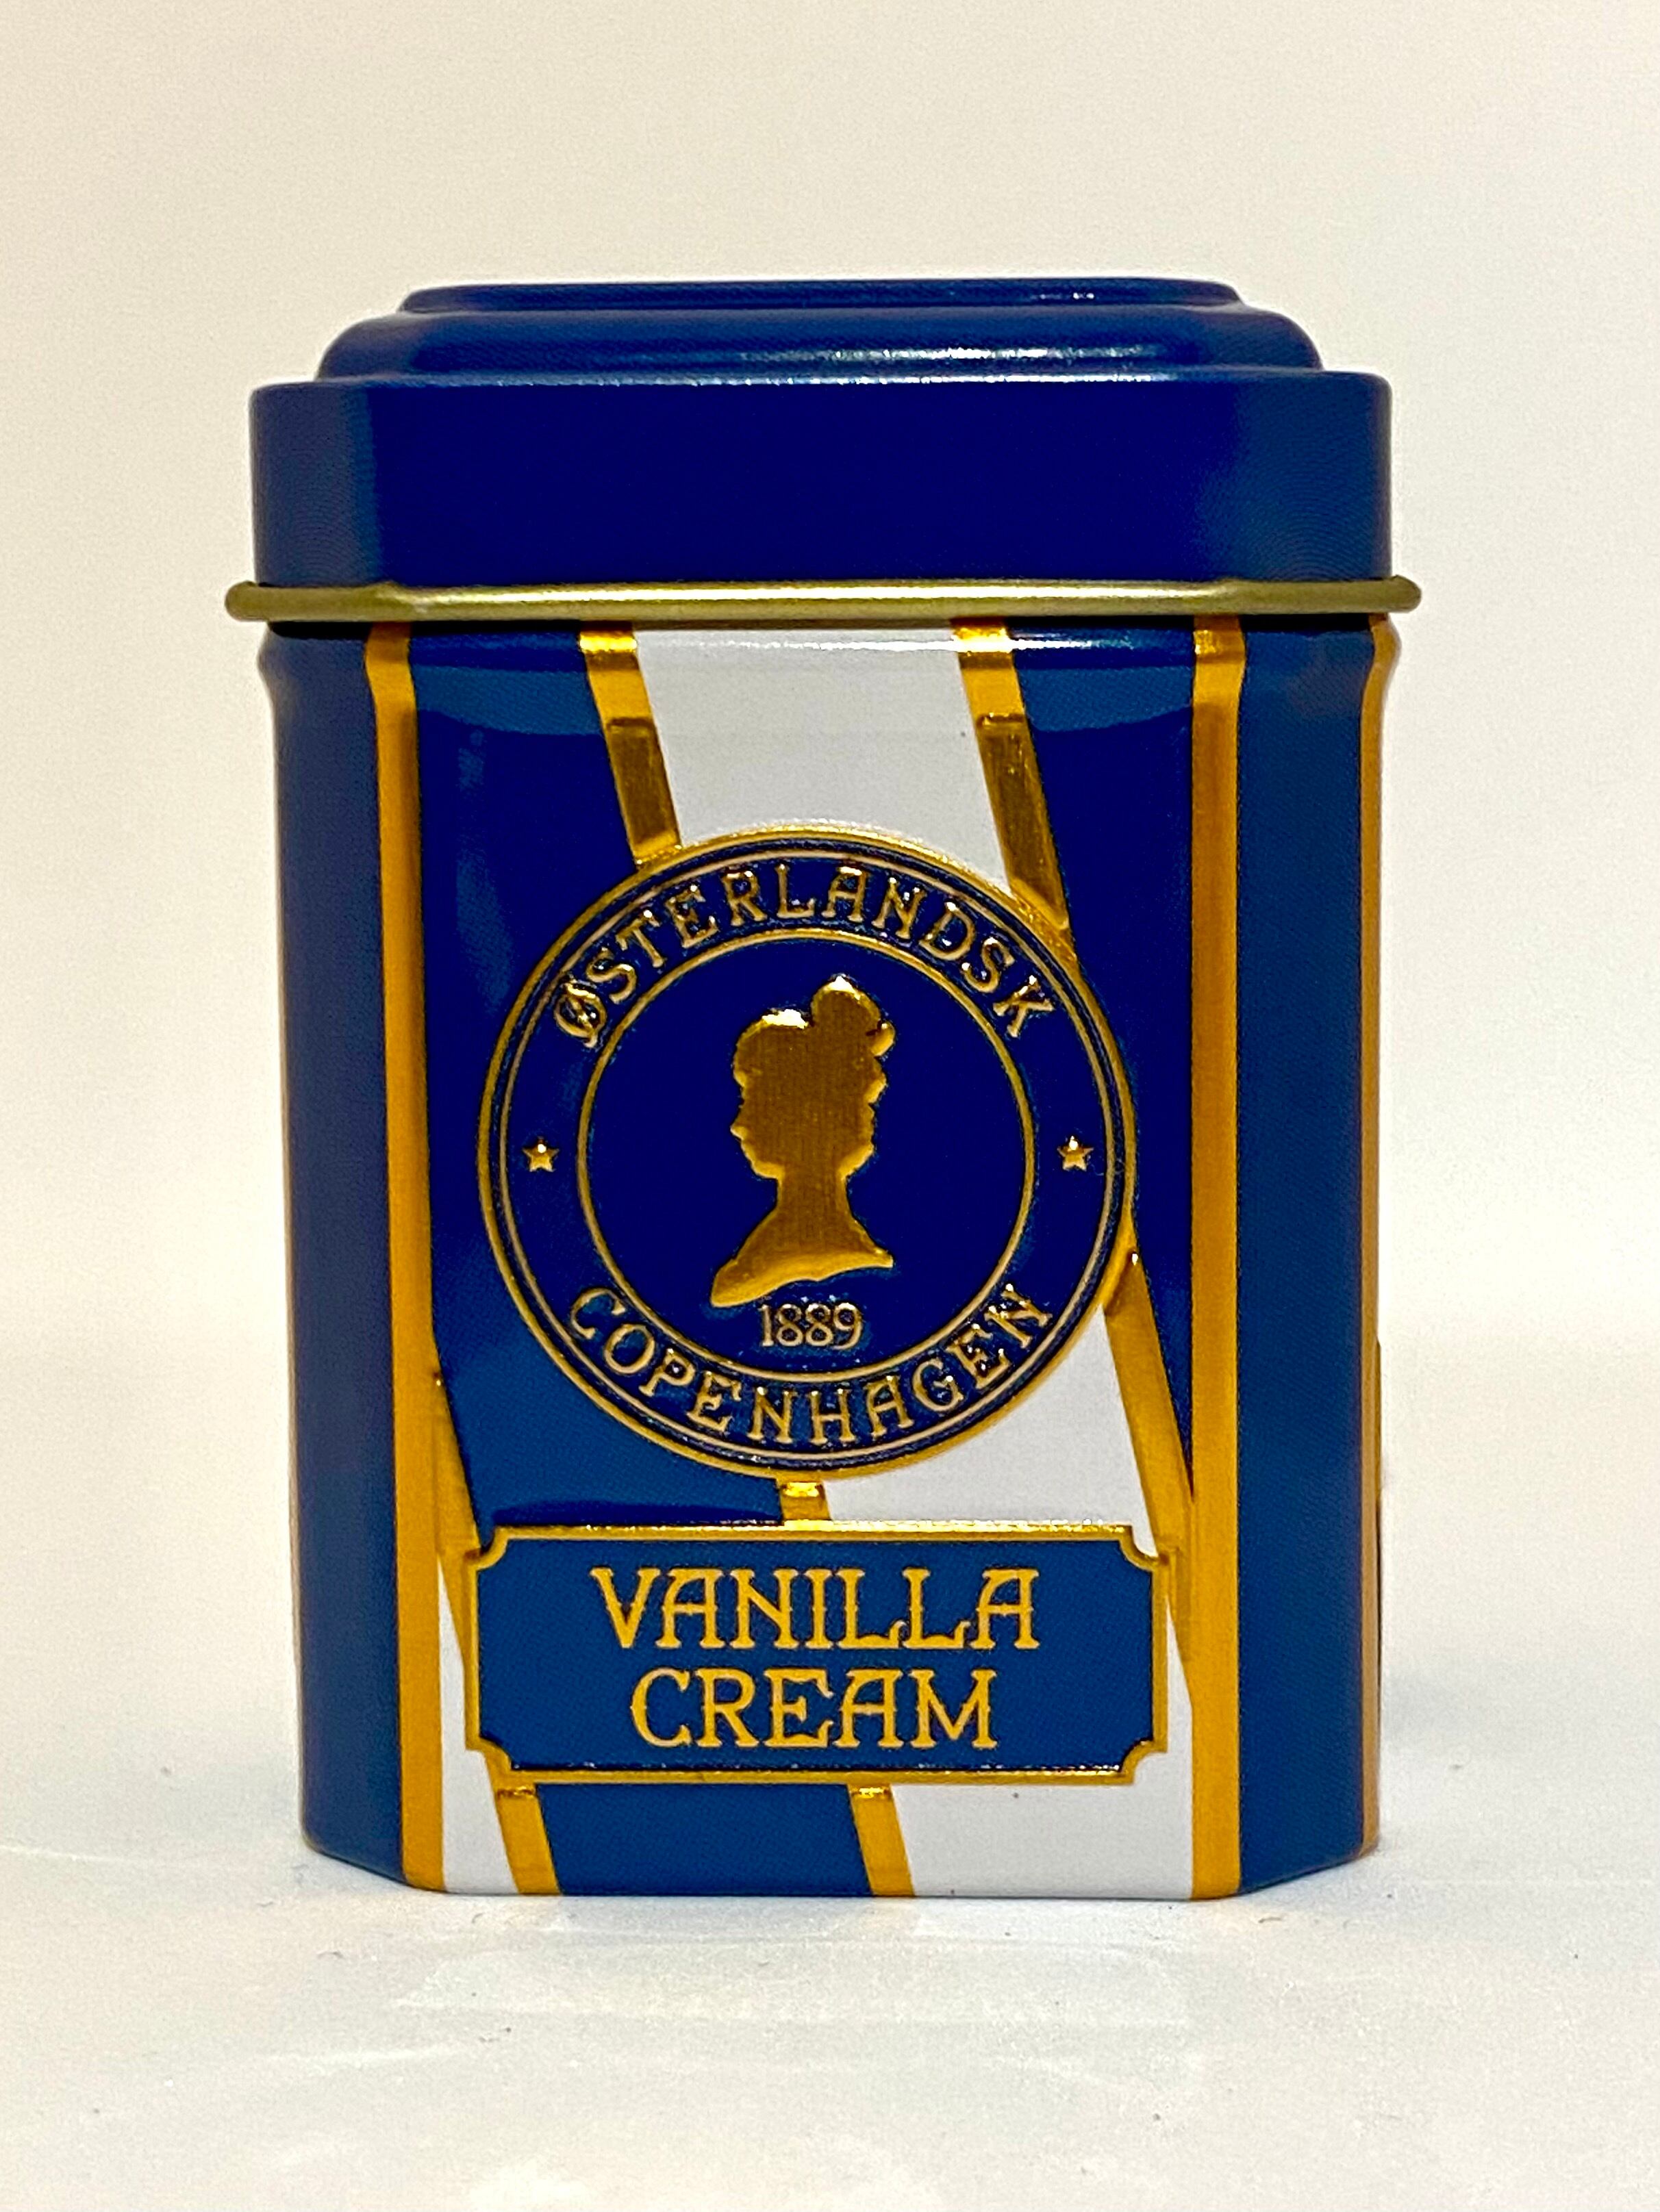 ØSTERLANDSK
1889
COPENHAGEN
VANILLA
CREAM